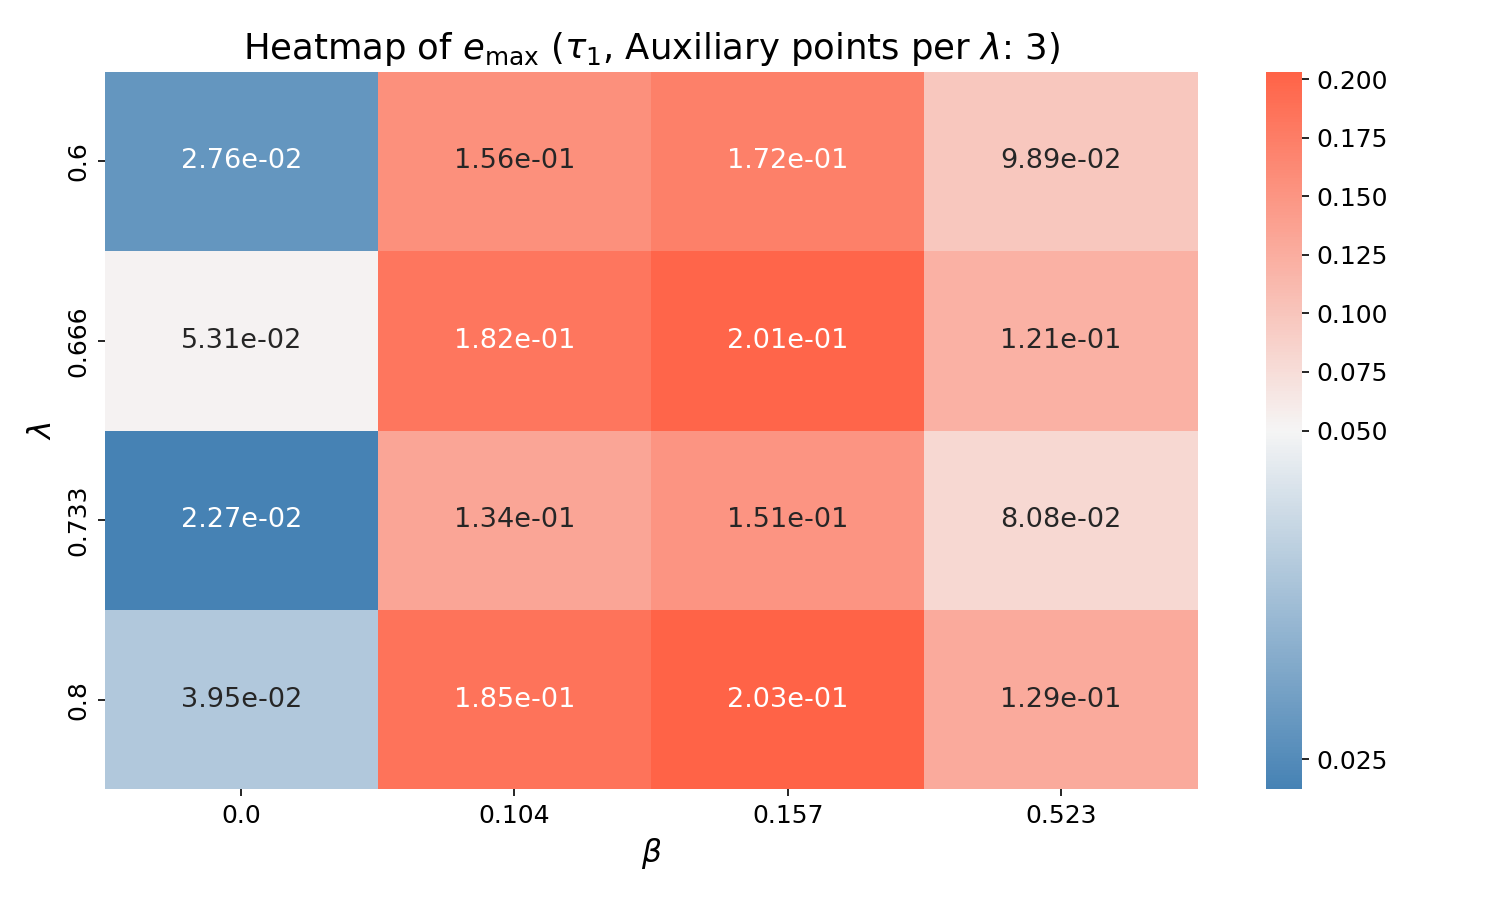 Heatmap of e_max (τ_1, Auxiliary points per λ: 3)
λ
0.6
0.666
0.733
0.8
2.76e-02 1.56e-01 1.72e-01 9.89e-02
5.31e-02 1.82e-01 2.01e-01 1.21e-01
2.27e-02 1.34e-01 1.51e-01 8.08e-02
3.95e-02 1.85e-01 2.03e-01 1.29e-01
0.0 0.104 0.157 0.523
β
0.200
0.175
0.150
0.125
0.100
0.075
0.050
0.025